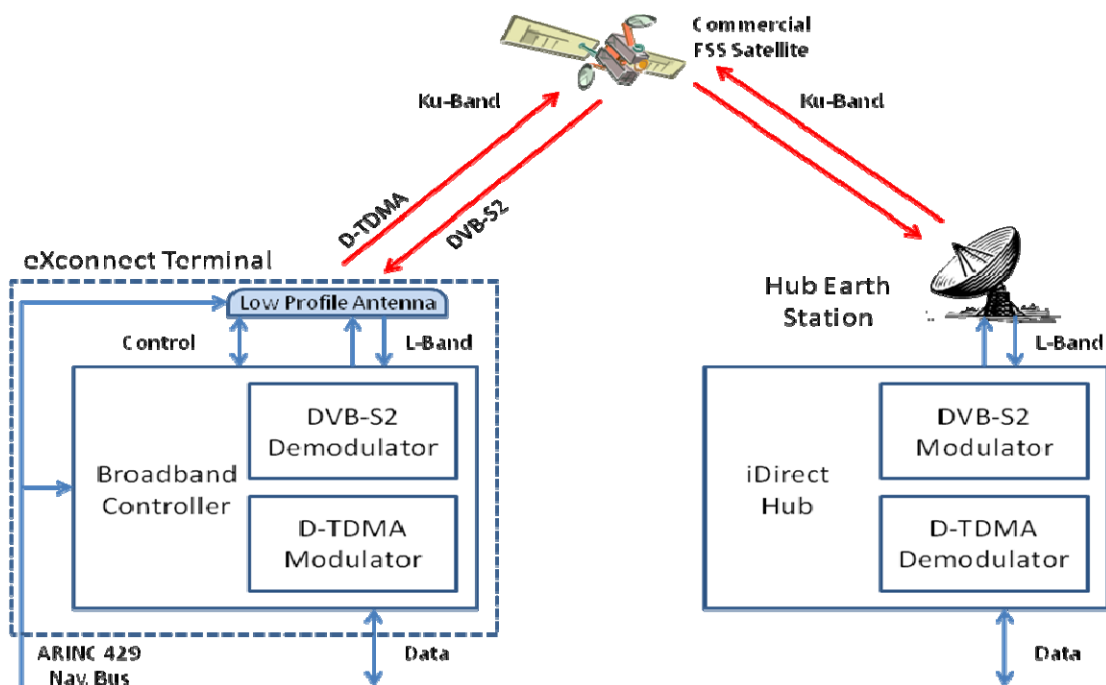 Commercial
FSS Satellite
Ku-Band
Ku-Band
D-TDMA
DVB-S2
eXconnect Terminal
Low Profile Antenna
Control
L-Band
DVB-S2
Demodulator
Broadband
Controller
D-TDMA
Modulator
ARINC 429
Nav. Bus
Data
Hub Earth
Station
L-Band
DVB-S2
Modulator
iDirect
Hub
D-TDMA
Demodulator
Data